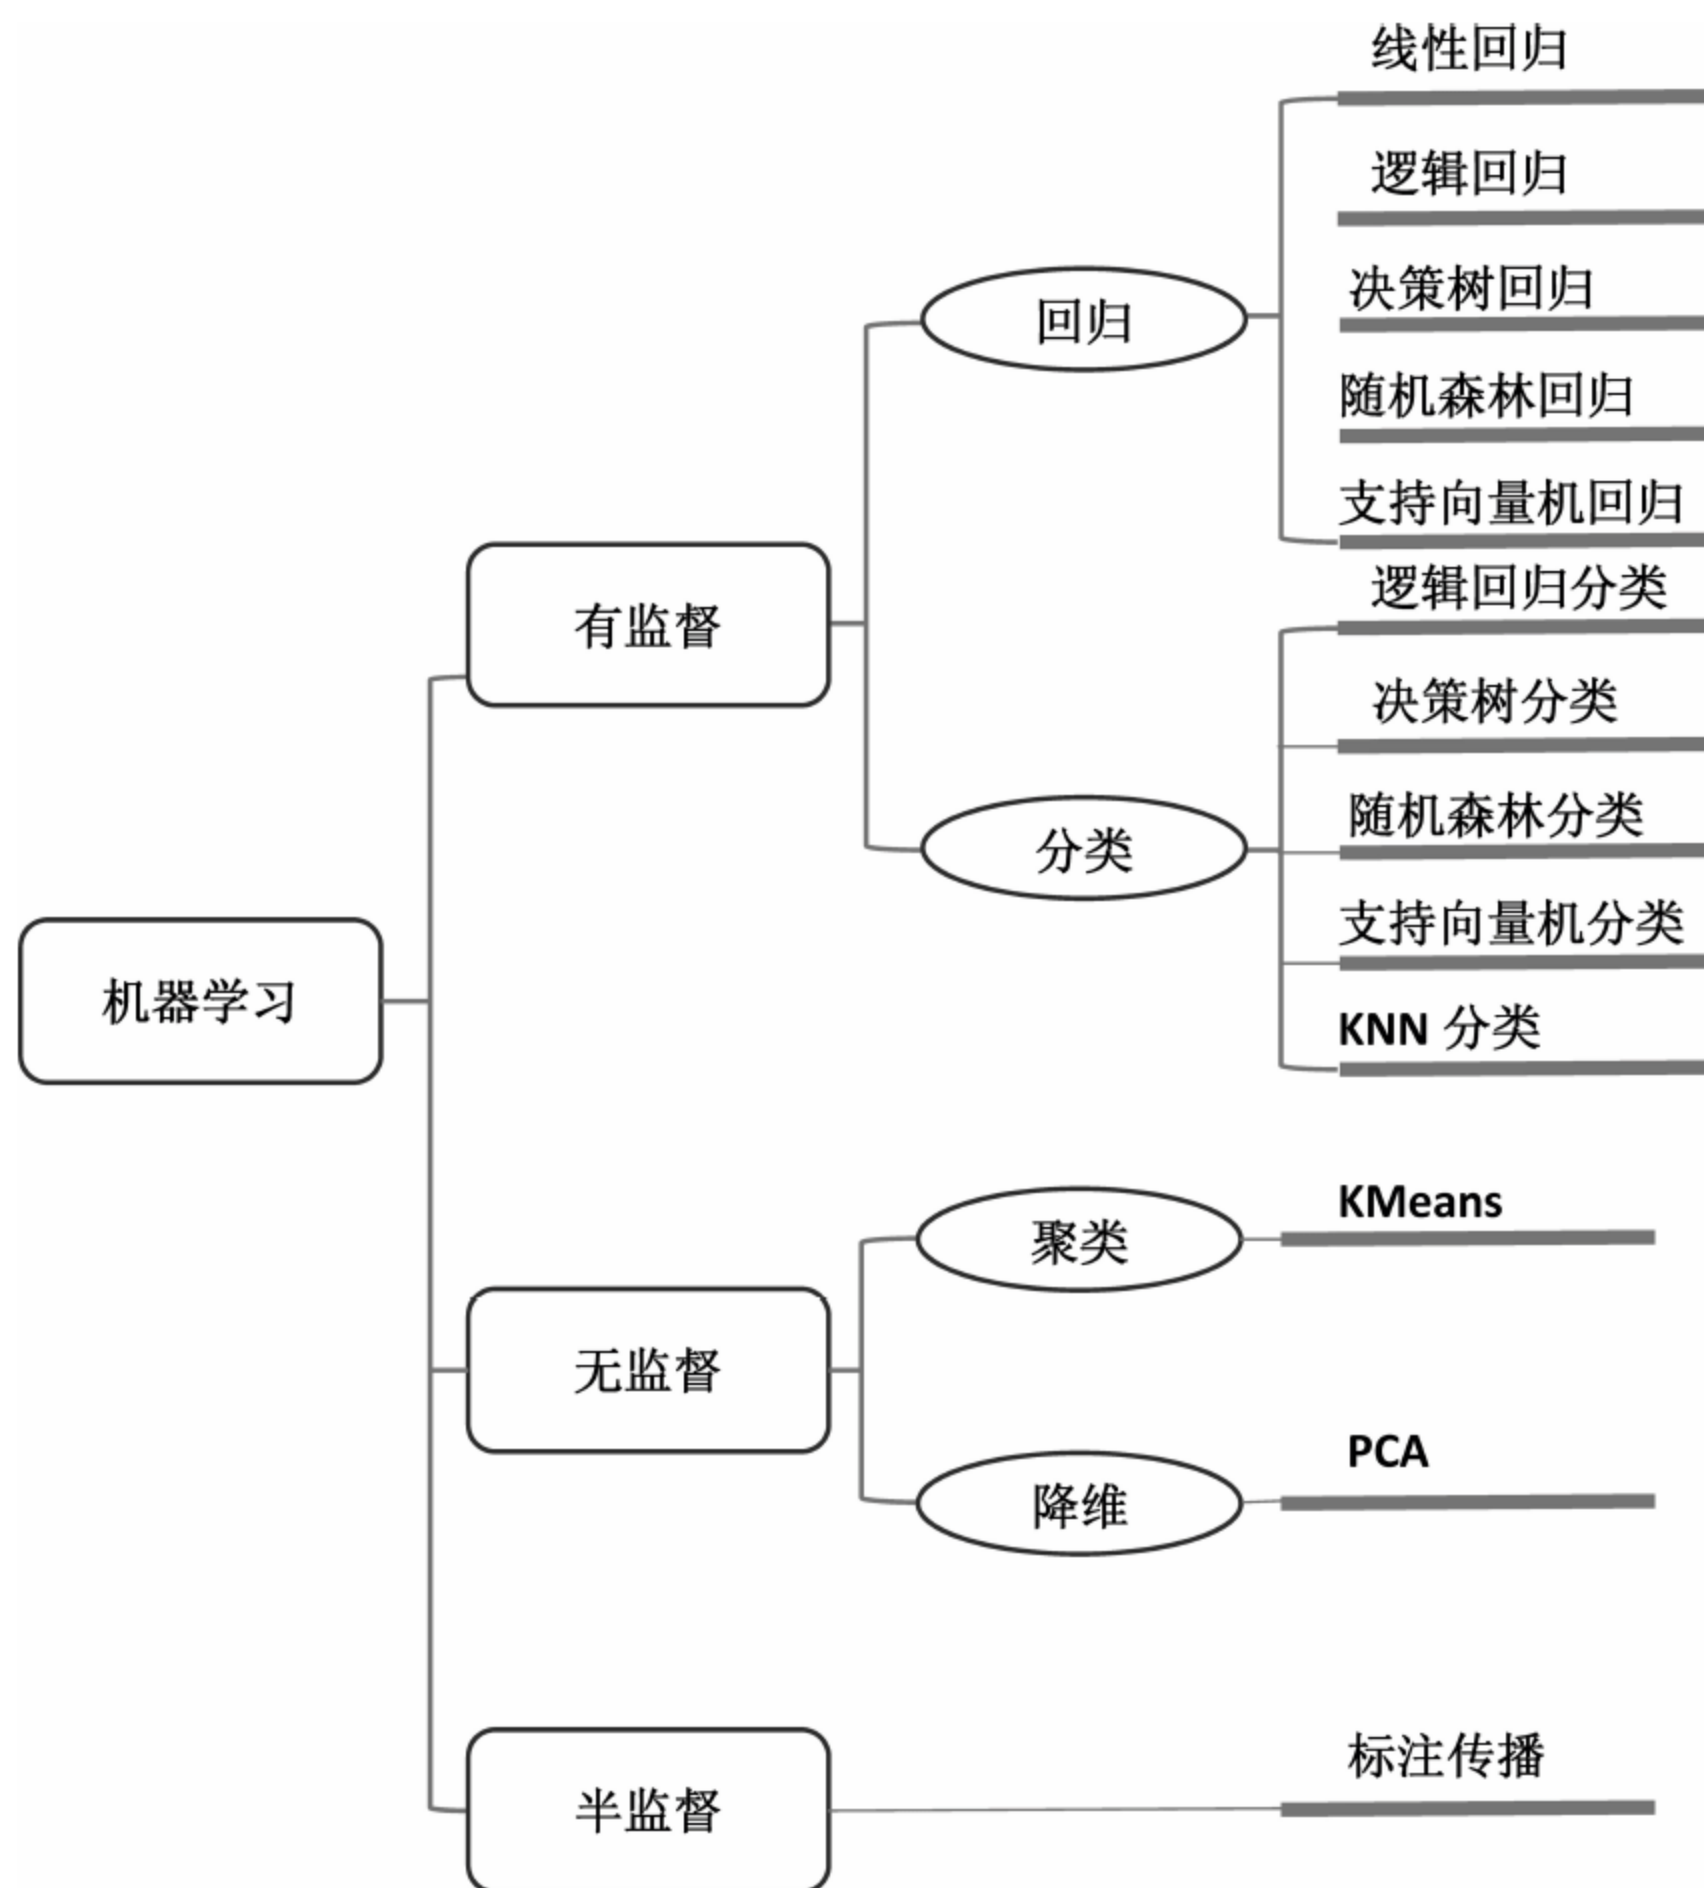 线性回归
逻辑回归
决策树回归
回归
随机森林回归
支持向量机回归
有监督
逻辑回归分类
决策树分类
随机森林分类
分类
支持向量机分类
机器学习
KNN 分类
KMeans
聚类
无监督
PCA
降维
标注传播
半监督